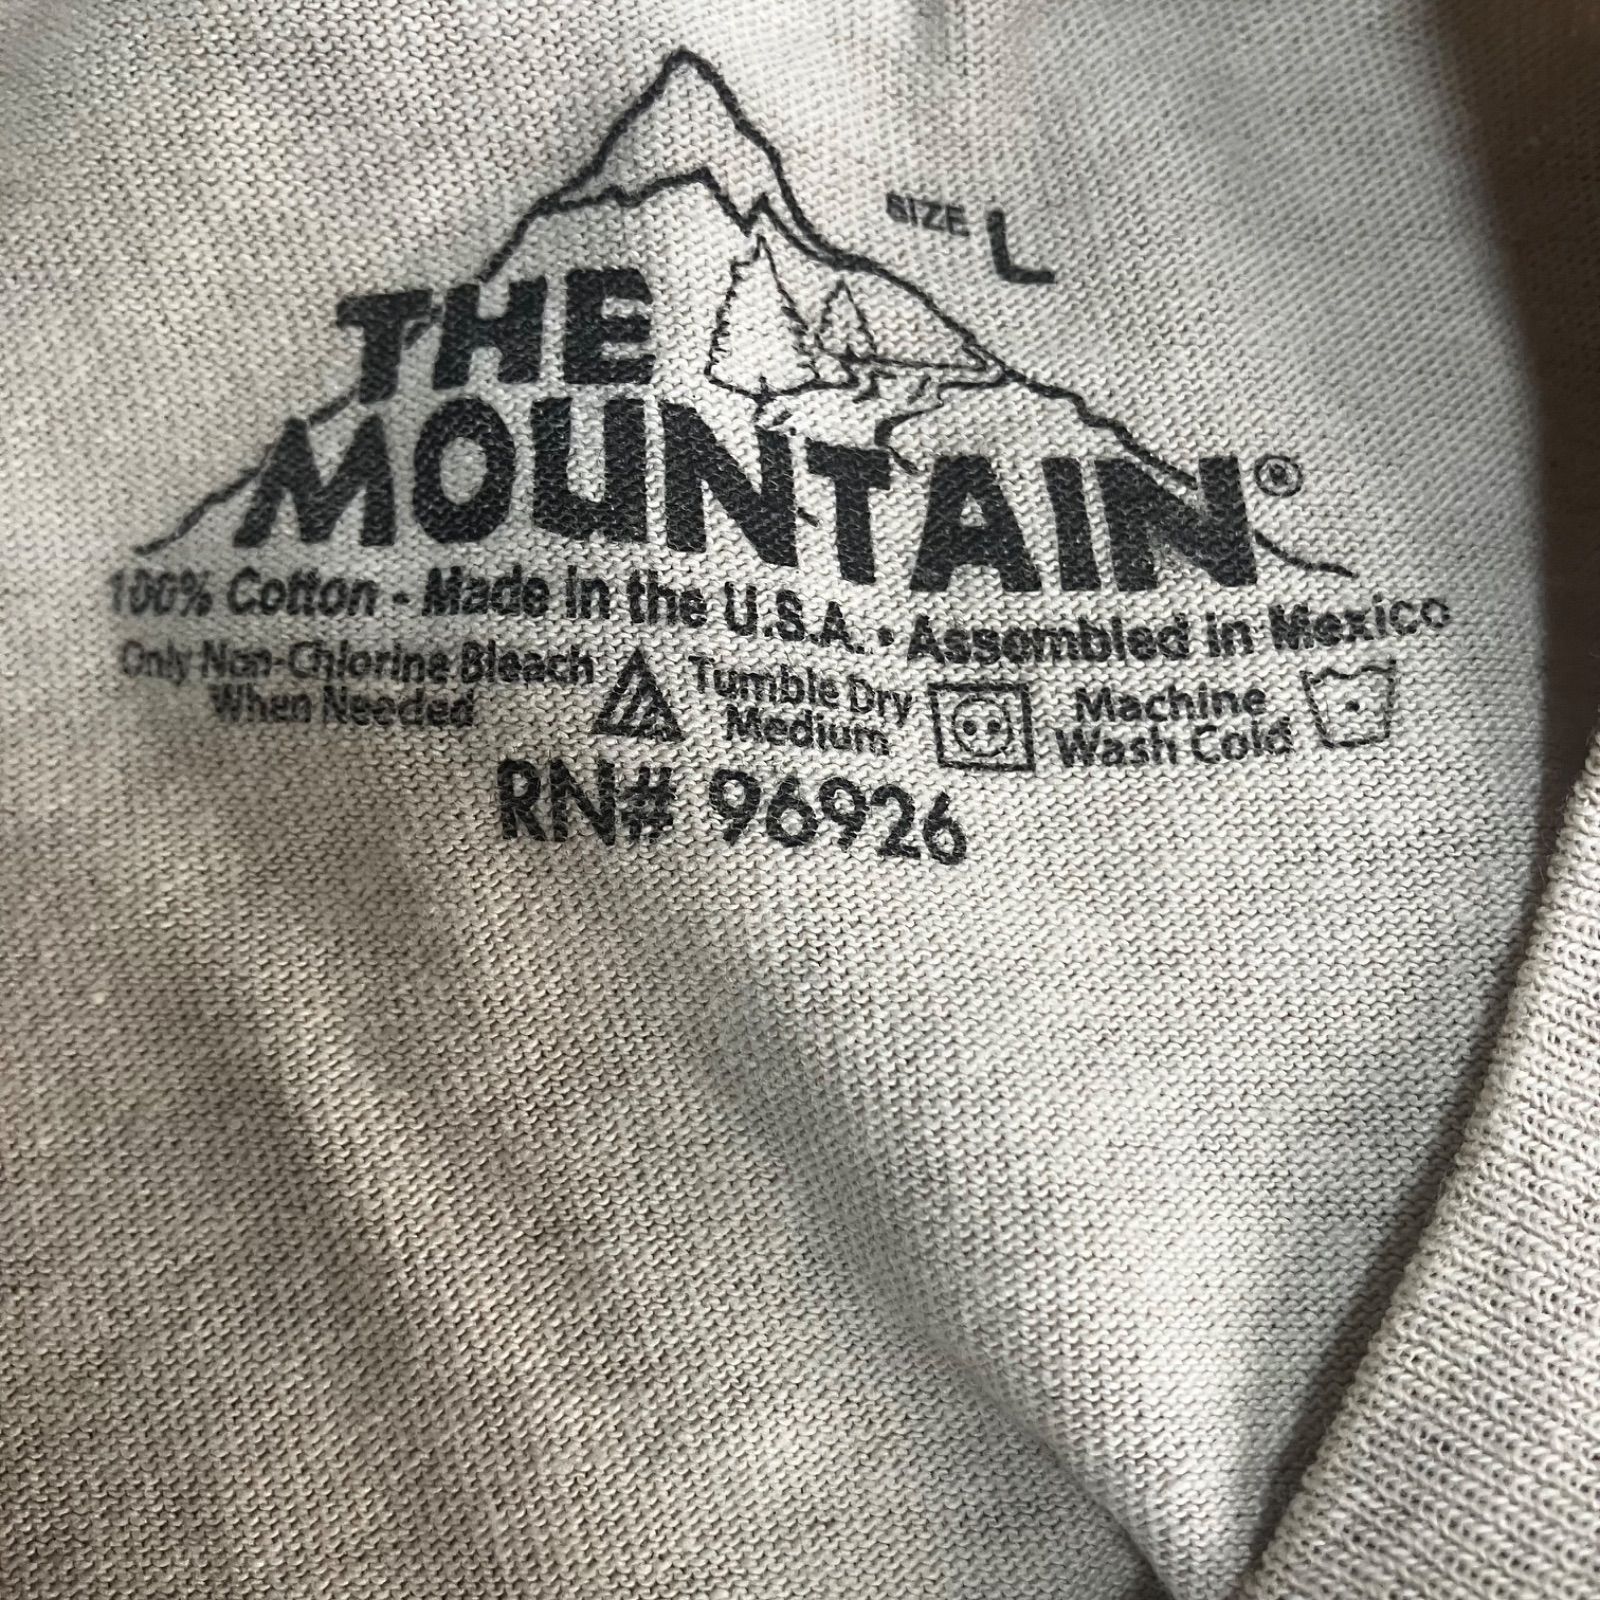 SIZE L
THE
MOUNTAIN®
100% Cotton - Made in the U.S.A. • Assembled in Mexico
Only Non-Chlorine Bleach
When Needed
Tumble Dry
Medium
Machine
Wash Cold
RN# 96926